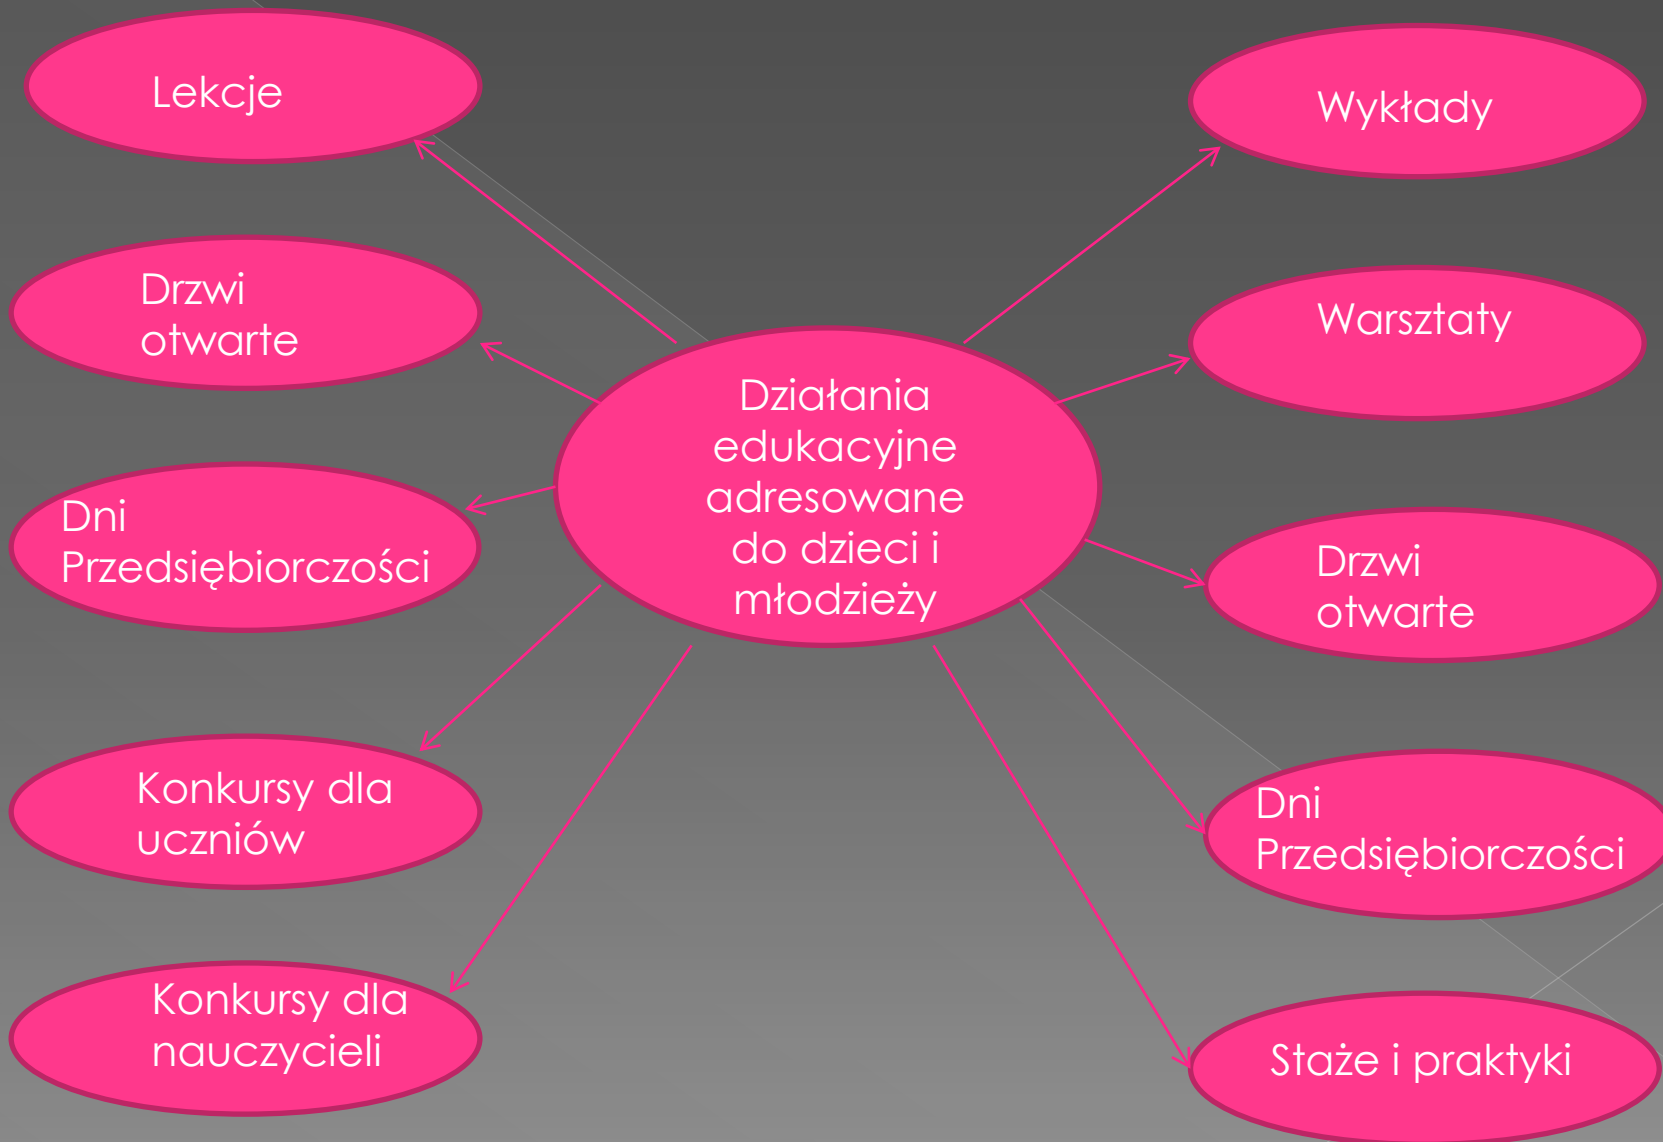 Lekcje
Drzwi
otwarte
Dni
Przedsiębiorczości
Konkursy dla
uczniów
Konkursy dla
nauczycieli
Działania
edukacyjne
adresowane
do dzieci i
młodzieży
Wykłady
Warsztaty
Drzwi
otwarte
Dni
Przedsiębiorczości
Staże i praktyki